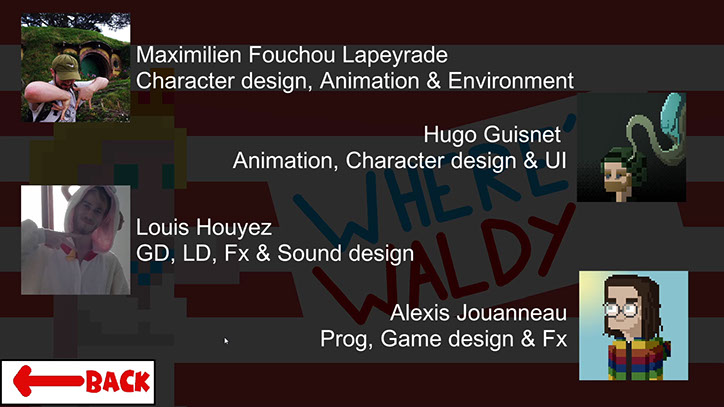 Maximilien Fouchou Lapeyrade
Character design, Animation & Environment
Hugo Guisnet
Animation, Character design & UI
WHERE'
WALDY
Louis Houyez
GD, LD, Fx & Sound design
Alexis Jouanneau
Prog, Game design & Fx
BACK